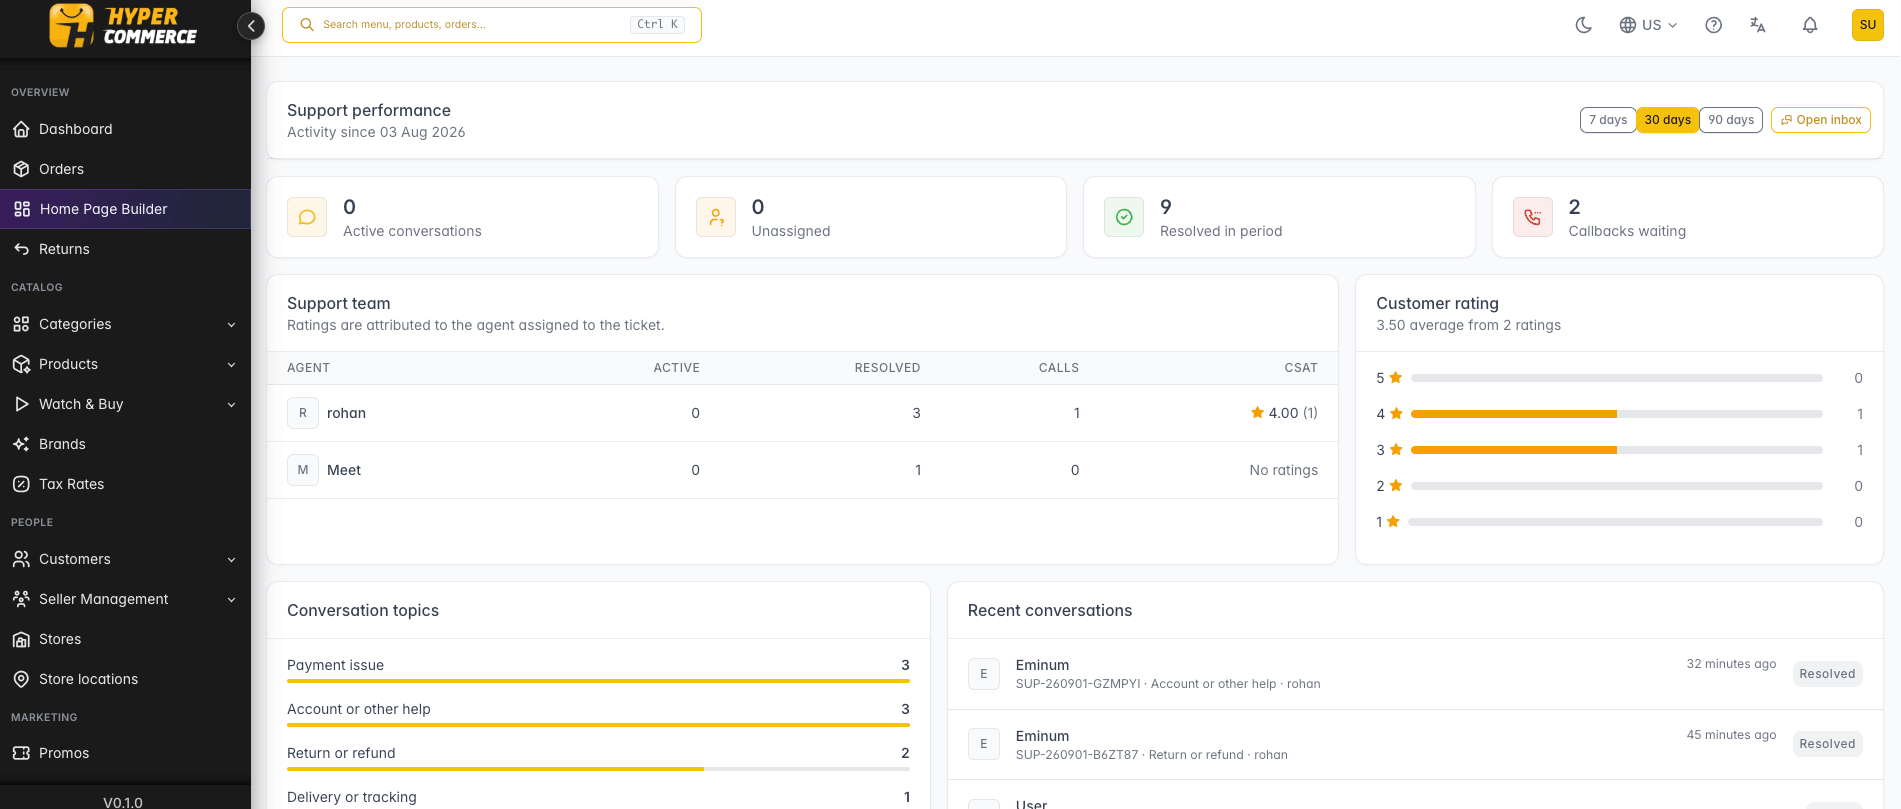 HYPER
COMMERCE
Search menu, products, orders...
Ctrl K
US
SU
OVERVIEW
Dashboard
Orders
Home Page Builder
Returns
CATALOG
Categories
Products
Watch & Buy
Brands
Tax Rates
PEOPLE
Customers
Seller Management
Stores
Store locations
MARKETING
Promos
V0.1.0
Support performance
Activity since 03 Aug 2026
7 days
30 days
90 days
Open inbox
0
Active conversations
0
Unassigned
9
Resolved in period
2
Callbacks waiting
Support team
Ratings are attributed to the agent assigned to the ticket.
AGENT ACTIVE RESOLVED CALLS CSAT
R rohan 0 3 1 4.00 (1)
M Meet 0 1 0 No ratings
Customer rating
3.50 average from 2 ratings
5 0
4 1
3 1
2 0
1 0
Conversation topics
Payment issue 3
Account or other help 3
Return or refund 2
Delivery or tracking 1
Recent conversations
E Eminum 32 minutes ago Resolved
SUP-260901-GZMPYI · Account or other help · rohan
E Eminum 45 minutes ago Resolved
SUP-260901-B6ZT87 · Return or refund · rohan
User